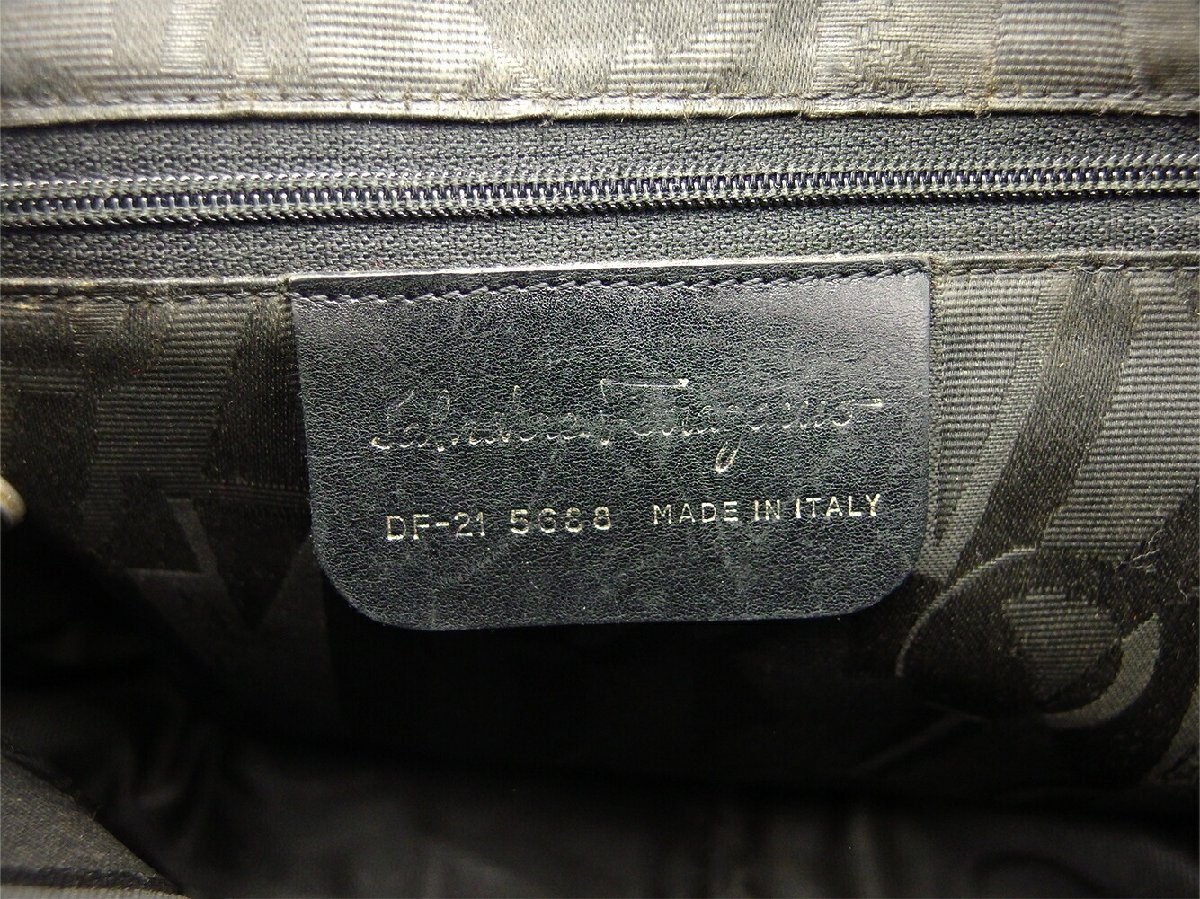 Salvatore Ferragamo
DF-21 5688 MADE IN ITALY